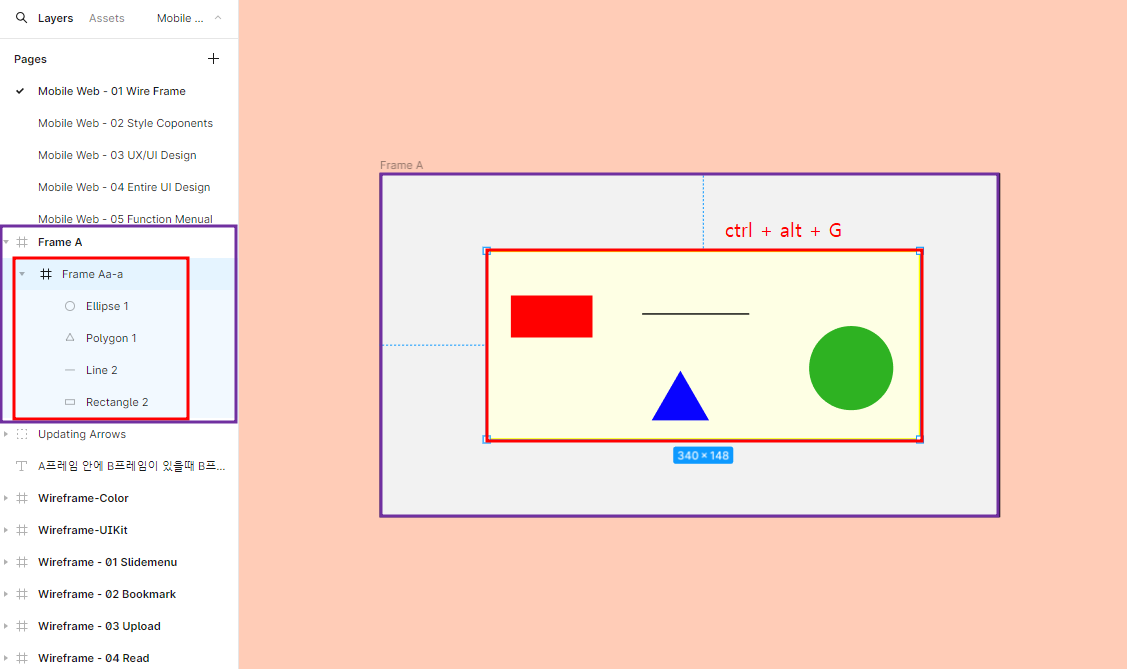 Layers Assets Mobile ...
Pages
Mobile Web - 01 Wire Frame
Mobile Web - 02 Style Coponents
Mobile Web - 03 UX/UI Design
Mobile Web - 04 Entire UI Design
Mobile Web - 05 Function Menual
Frame A
Frame Aa-a
Ellipse 1
Polygon 1
Line 2
Rectangle 2
Updating Arrows
A프레임 안에 B프레임이 있을때 B프...
Wireframe-Color
Wireframe-UIKit
Wireframe - 01 Slidemenu
Wireframe - 02 Bookmark
Wireframe - 03 Upload
Wireframe - 04 Read
Frame A
ctrl + alt + G
340 × 148